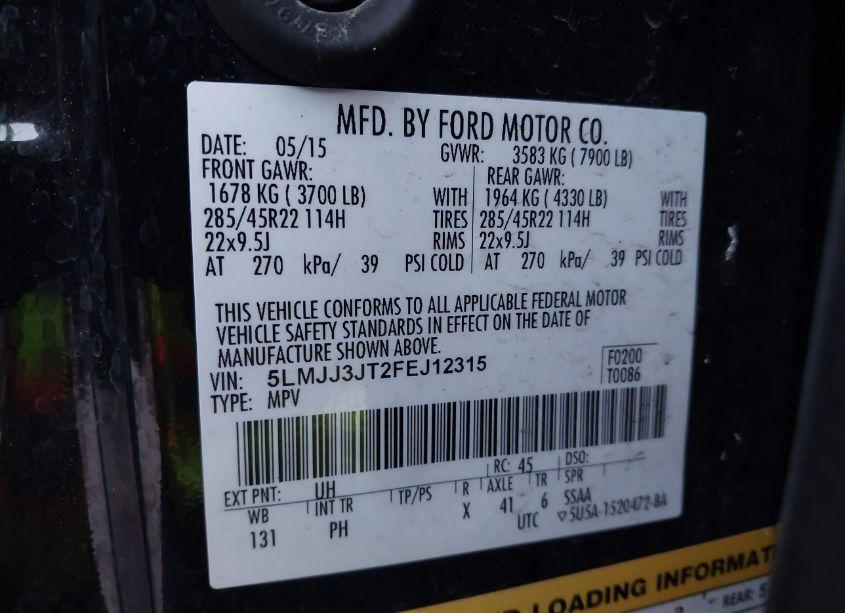 MFD. BY FORD MOTOR CO.
DATE: 05/15 GVWR: 3583 KG ( 7900 LB)
FRONT GAWR: REAR GAWR:
1678 KG ( 3700 LB) WITH 1964 KG ( 4330 LB) WITH
285/45R22 114H TIRES 285/45R22 114H TIRES
22x9.5J RIMS 22x9.5J RIMS
AT 270 kPa/ 39 PSI COLD AT 270 kPa/ 39 PSI COLD
THIS VEHICLE CONFORMS TO ALL APPLICABLE FEDERAL MOTOR
VEHICLE SAFETY STANDARDS IN EFFECT ON THE DATE OF
MANUFACTURE SHOWN ABOVE.
VIN: 5LMJJ3JT2FEJ12315 F0200
TYPE: MPV T0086
EXT PNT: UH RC: 45 DSO:
WB INT TR TP/PS R AXLE TR SPR
131 PH X 41 6 SSAA
UTC ▽5U5A-1520472-BA
LOADING INFORMAT
REAR: 5